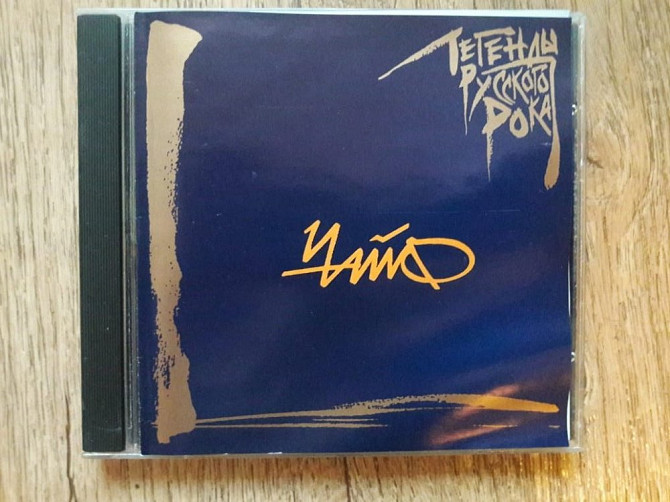 Легенды
Русского
Рока
Чайф